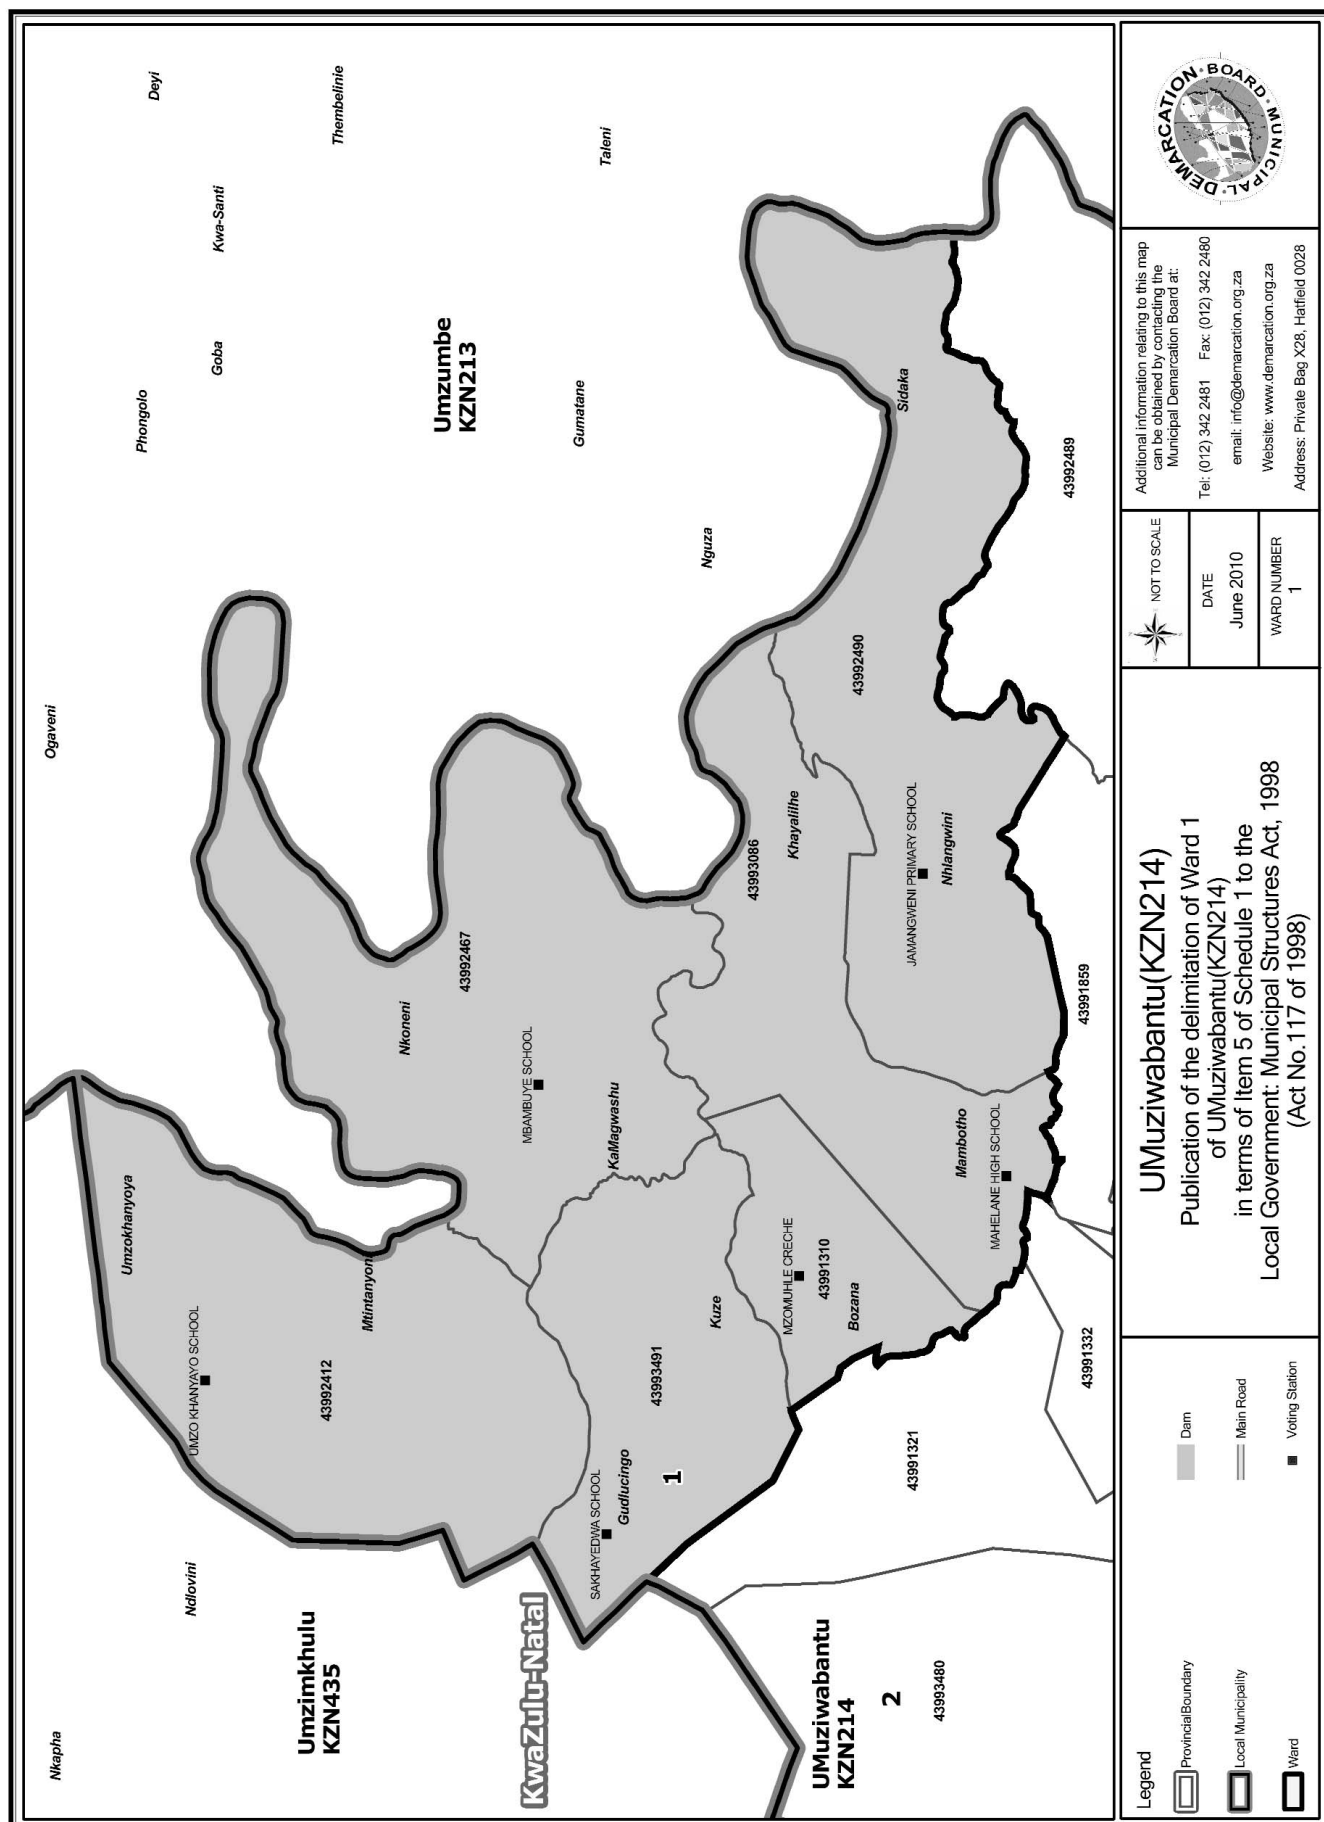 Nkapha
Ogaveni
Phongolo
Deyi
Umzokhanyoya
Ndlovini
UMZO KHANYAYO SCHOOL
Goba
Kwa-Santi
Thembelinie
Umzimkhulu
KZN435
43992412
Mtintanyoni
Nkoneni
43992467
Umzumbe
KZN213
KwaZulu-Natal
MBAMBUYE SCHOOL
Gumatane
Taleni
SAKHAYEDWA SCHOOL
Gudlucingo
KaMagwashu
43993491
1
Kuze
Nguza
43993086
Khayalilhe
MZOMUHLE CRECHE
43991310
Bozana
43992490
UMuziwabantu
KZN214
2
43993480
43991321
JAMANGWENI PRIMARY SCHOOL
Nhlangwini
Sidaka
Mambotho
MAHELANE HIGH SCHOOL
43991332
43991859
43992489
Legend
ProvincialBoundary
Local Municipality
Ward
Dam
Main Road
Voting Station
UMuziwabantu(KZN214)
Publication of the delimitation of Ward 1
of UMuziwabantu(KZN214)
in terms of Item 5 of Schedule 1 to the
Local Government: Municipal Structures Act, 1998
(Act No.117 of 1998)
NOT TO SCALE
DATE
June 2010
WARD NUMBER
1
Additional information relating to this map
can be obtained by contacting the
Municipal Demarcation Board at:
Tel: (012) 342 2481 Fax: (012) 342 2480
email: info@demarcation.org.za
Website: www.demarcation.org.za
Address: Private Bag X28, Hatfield 0028
MUNICIPAL DEMARCATION BOARD